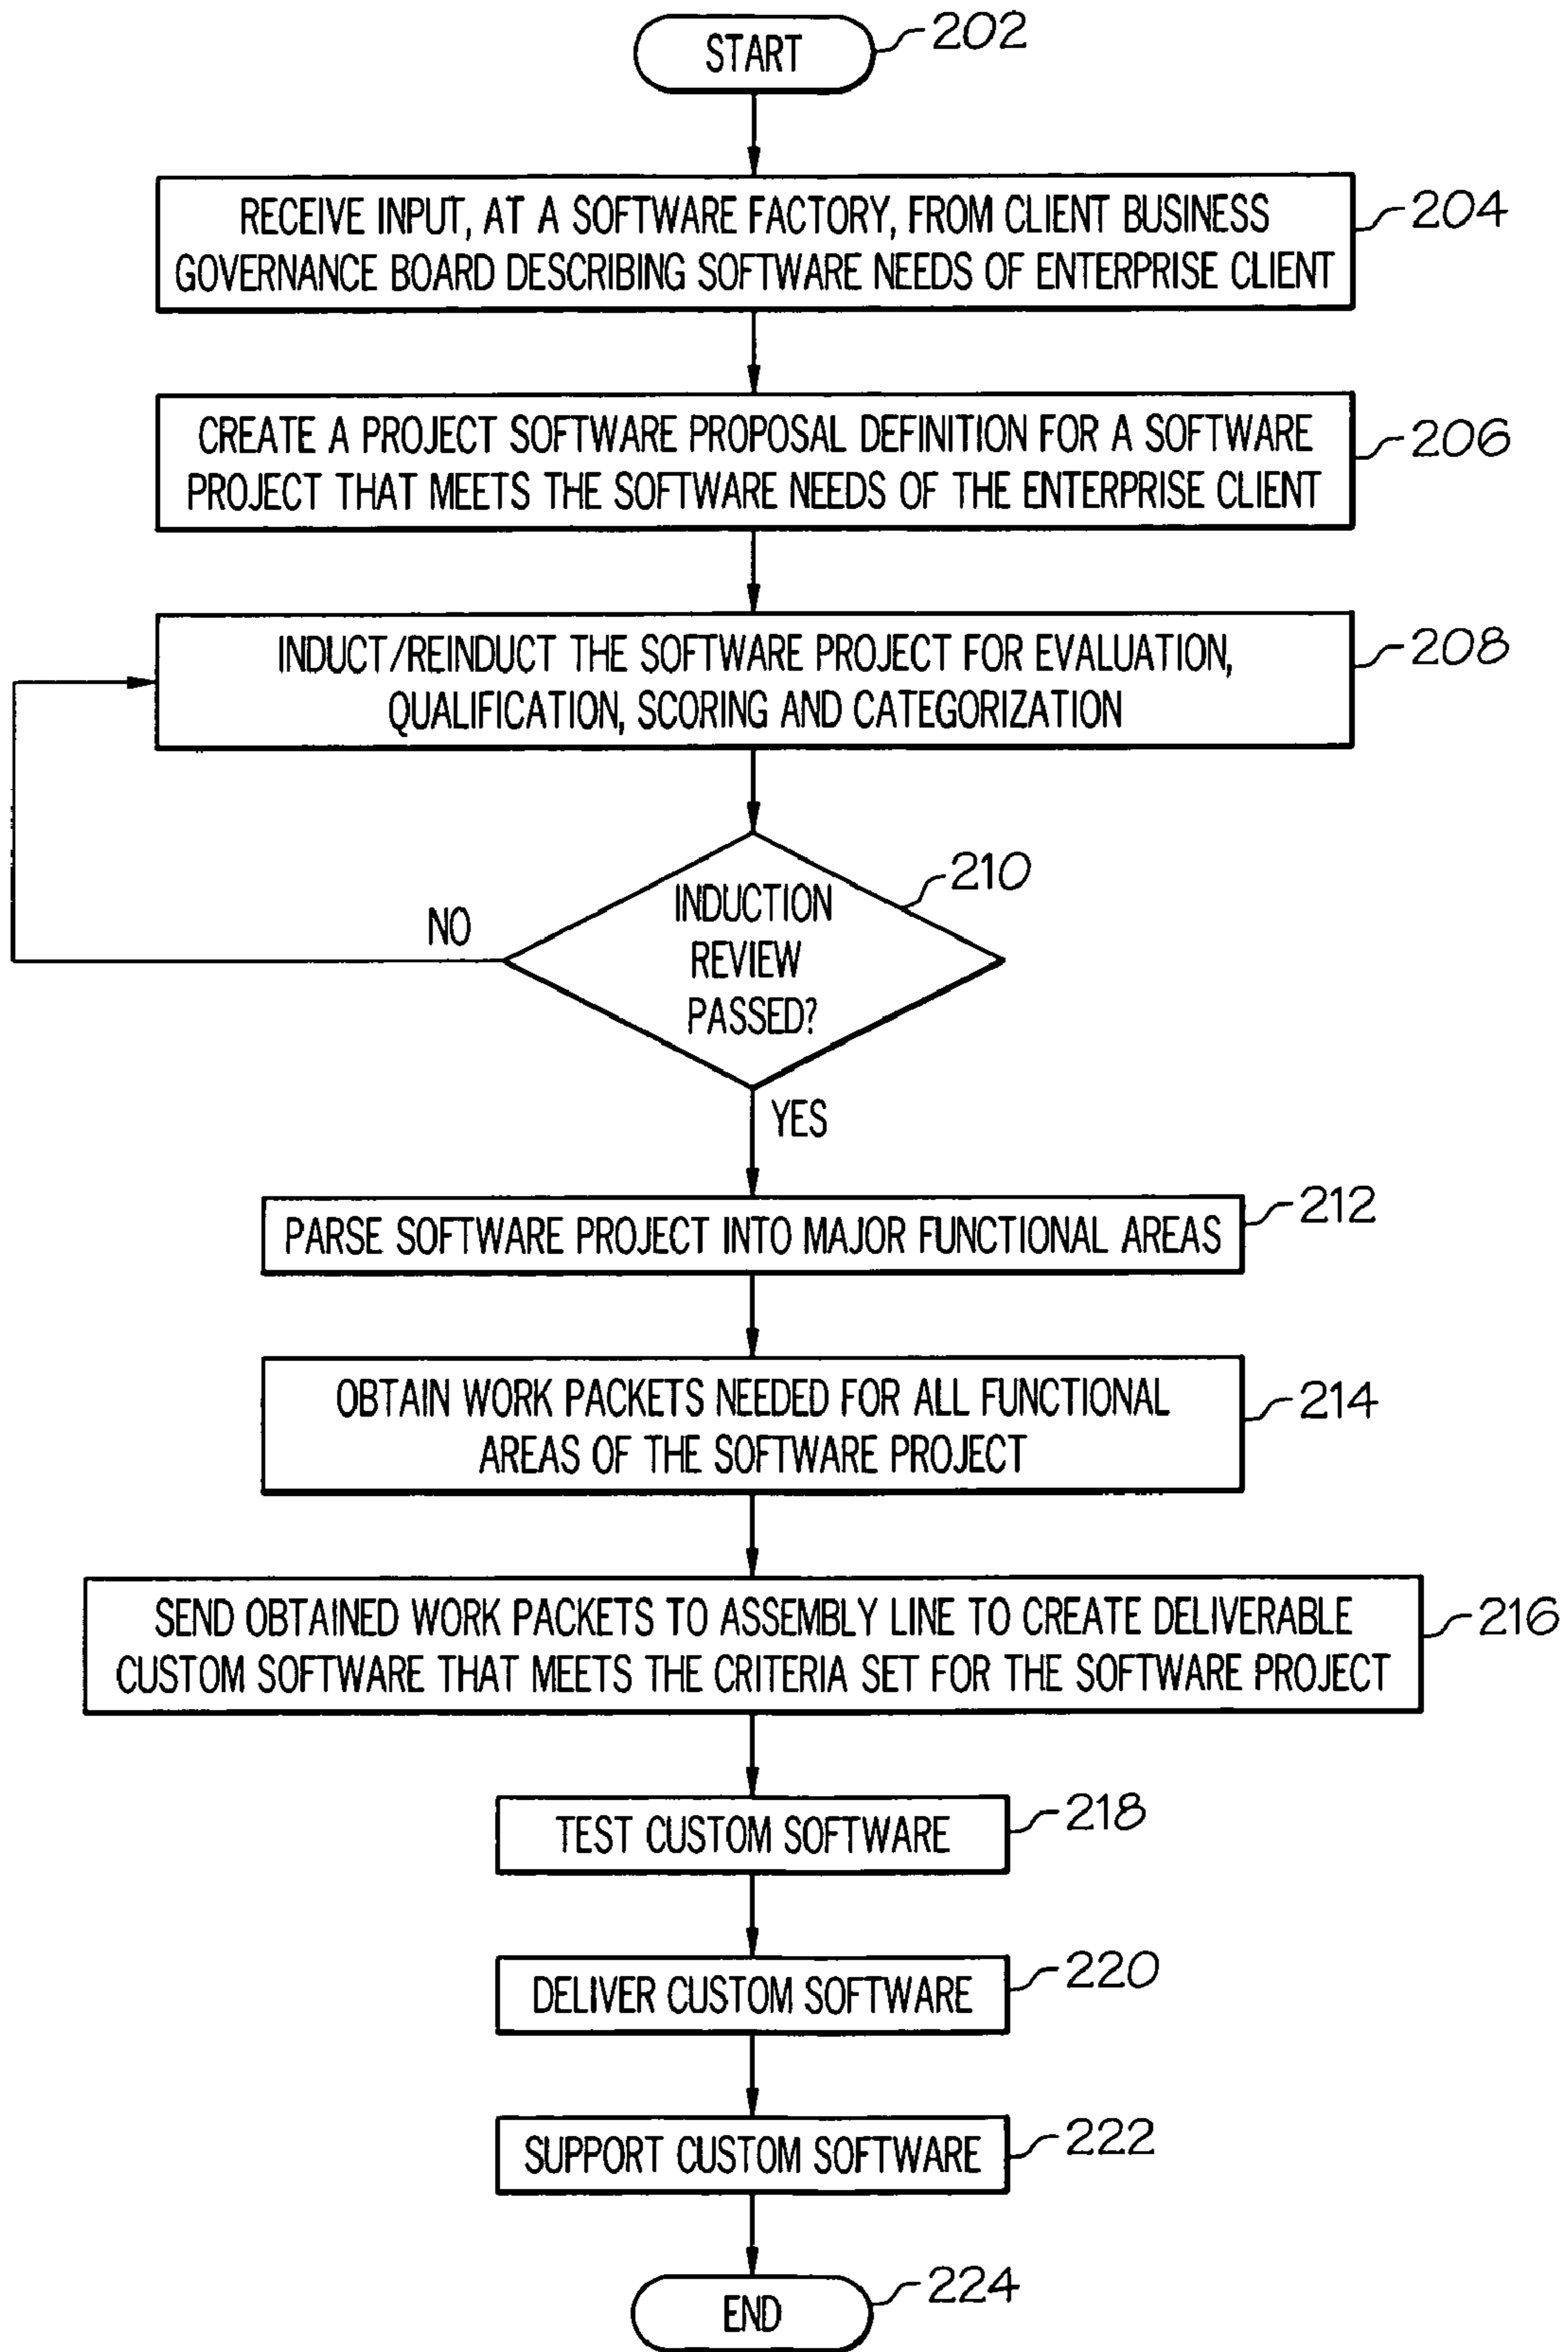 START
202
RECEIVE INPUT, AT A SOFTWARE FACTORY, FROM CLIENT BUSINESS
GOVERNANCE BOARD DESCRIBING SOFTWARE NEEDS OF ENTERPRISE CLIENT
204
CREATE A PROJECT SOFTWARE PROPOSAL DEFINITION FOR A SOFTWARE
PROJECT THAT MEETS THE SOFTWARE NEEDS OF THE ENTERPRISE CLIENT
206
INDUCT/REINDUCT THE SOFTWARE PROJECT FOR EVALUATION,
QUALIFICATION, SCORING AND CATEGORIZATION
208
INDUCTION
REVIEW
PASSED?
210
NO
YES
PARSE SOFTWARE PROJECT INTO MAJOR FUNCTIONAL AREAS
212
OBTAIN WORK PACKETS NEEDED FOR ALL FUNCTIONAL
AREAS OF THE SOFTWARE PROJECT
214
SEND OBTAINED WORK PACKETS TO ASSEMBLY LINE TO CREATE DELIVERABLE
CUSTOM SOFTWARE THAT MEETS THE CRITERIA SET FOR THE SOFTWARE PROJECT
216
TEST CUSTOM SOFTWARE
218
DELIVER CUSTOM SOFTWARE
220
SUPPORT CUSTOM SOFTWARE
222
END
224